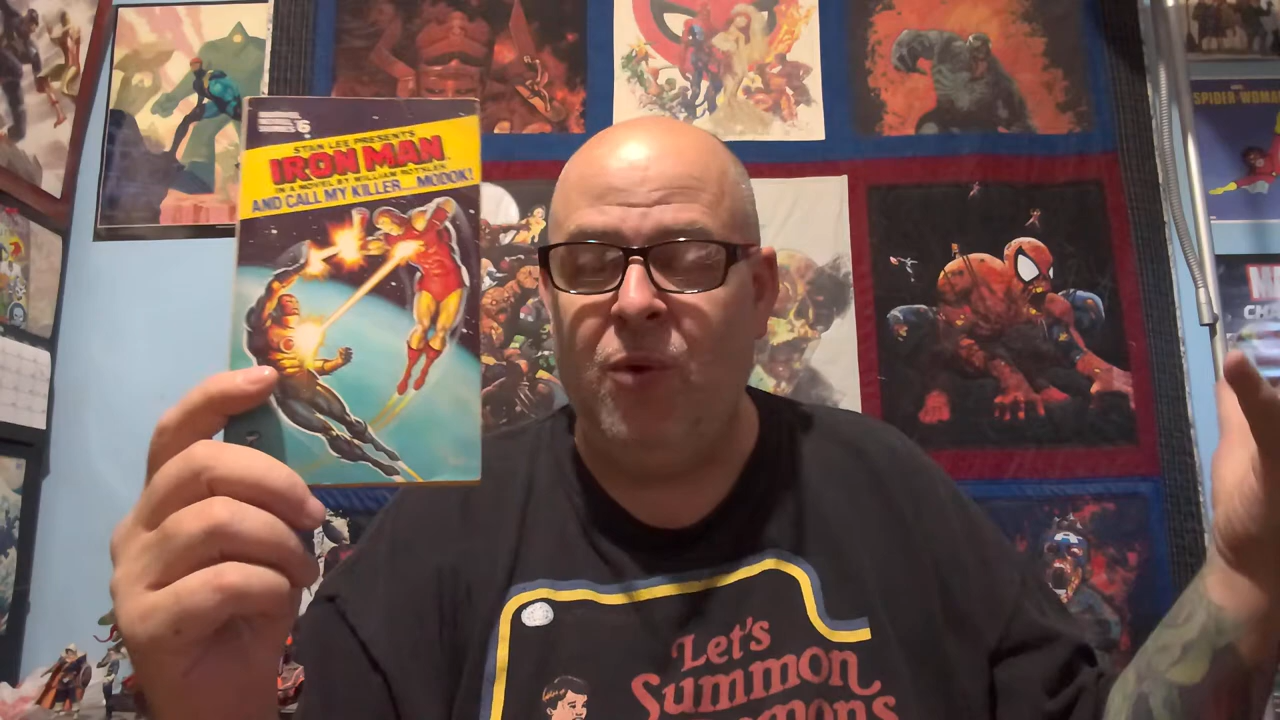 6
STAN LEE PRESENTS
IRON MAN
IN A NOVEL BY WILLIAM ROTSLER
AND CALL MY KILLER...MODOK!
SPIDER-WOMAN
Let's
Summon